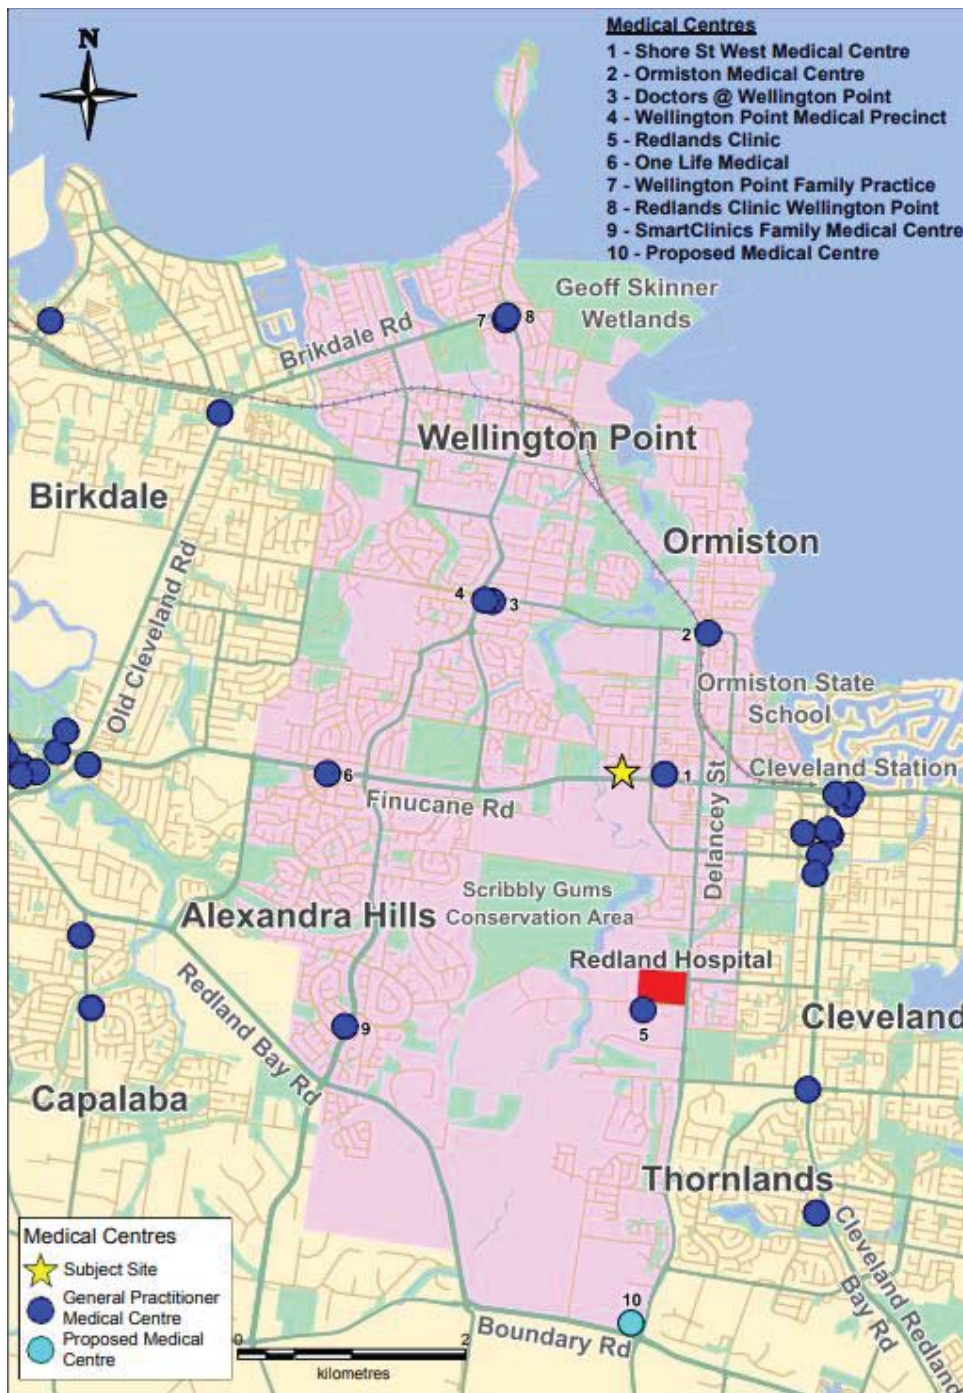 N
Medical Centres
1 - Shore St West Medical Centre
2 - Ormiston Medical Centre
3 - Doctors @ Wellington Point
4 - Wellington Point Medical Precinct
5 - Redlands Clinic
6 - One Life Medical
7 - Wellington Point Family Practice
8 - Redlands Clinic Wellington Point
9 - SmartClinics Family Medical Centre
10 - Proposed Medical Centre
Geoff Skinner
Wetlands
7
8
Brikdale Rd
Wellington Point
Birkdale
Ormiston
Old Cleveland Rd
4
3
2
Ormiston State
School
Cleveland Station
6
1
Finucane Rd
Delancey St
Scribbly Gums
Conservation Area
Alexandra Hills
Redland Hospital
Redland Bay Rd
9
5
Cleveland
Capalaba
Thornlands
Cleveland Redland
Bay Rd
10
Boundary Rd
Medical Centres
Subject Site
General Practitioner
Medical Centre
Proposed Medical
Centre
0
2
kilometres